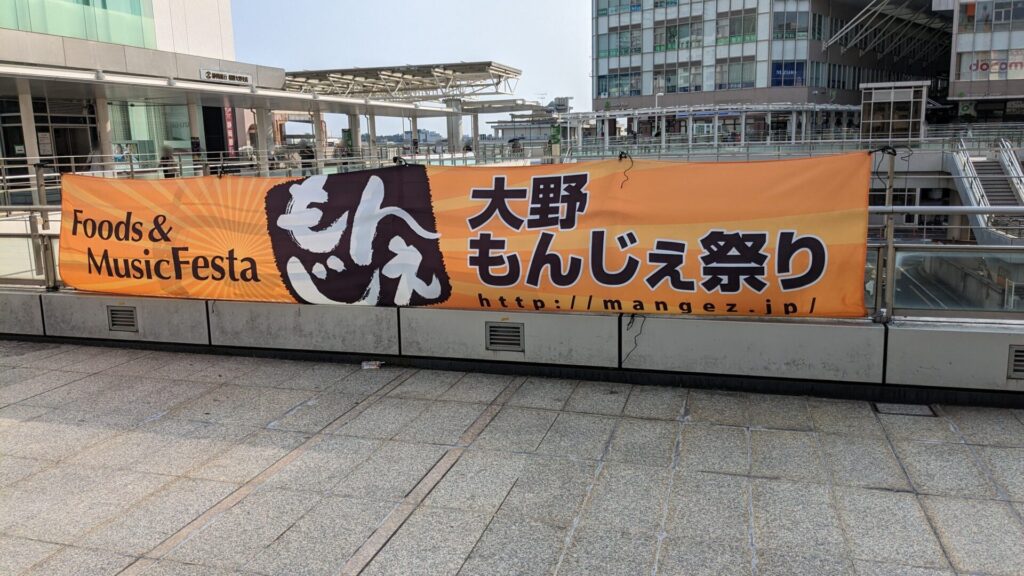 Foods &
MusicFesta
もん
じぇ
大野
もんじぇ祭り
http://mangez.jp/
docomo